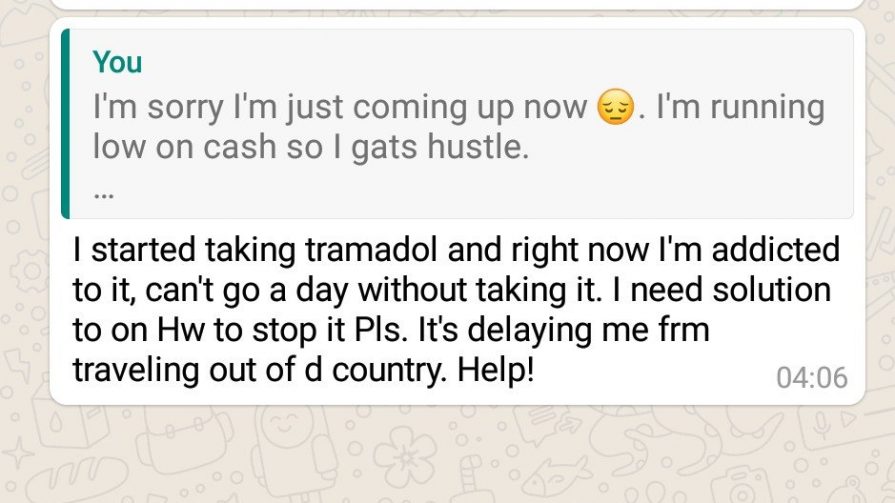 You
I'm sorry I'm just coming up now 😔. I'm running
low on cash so I gats hustle.
...
I started taking tramadol and right now I'm addicted
to it, can't go a day without taking it. I need solution
to on Hw to stop it Pls. It's delaying me frm
traveling out of d country. Help!
04:06